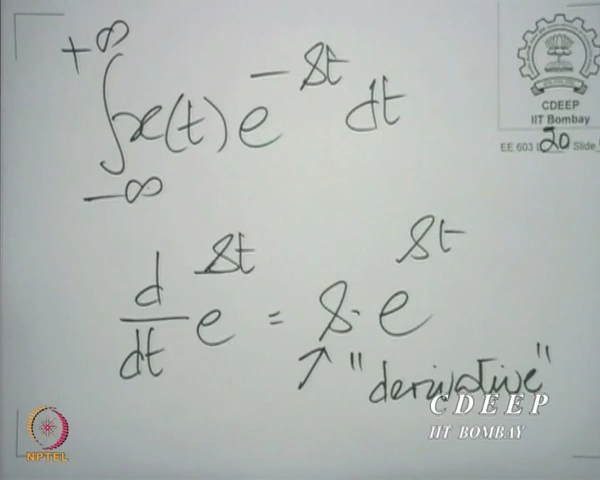 +∞
∫ x(t) e^{-st} dt
-∞
CDEEP
IIT Bombay
EE 603 L 20 Slide
d/dt e^{st} = s·e^{st}
↗ "derivative"
CDEEP
IIT BOMBAY
NPTEL